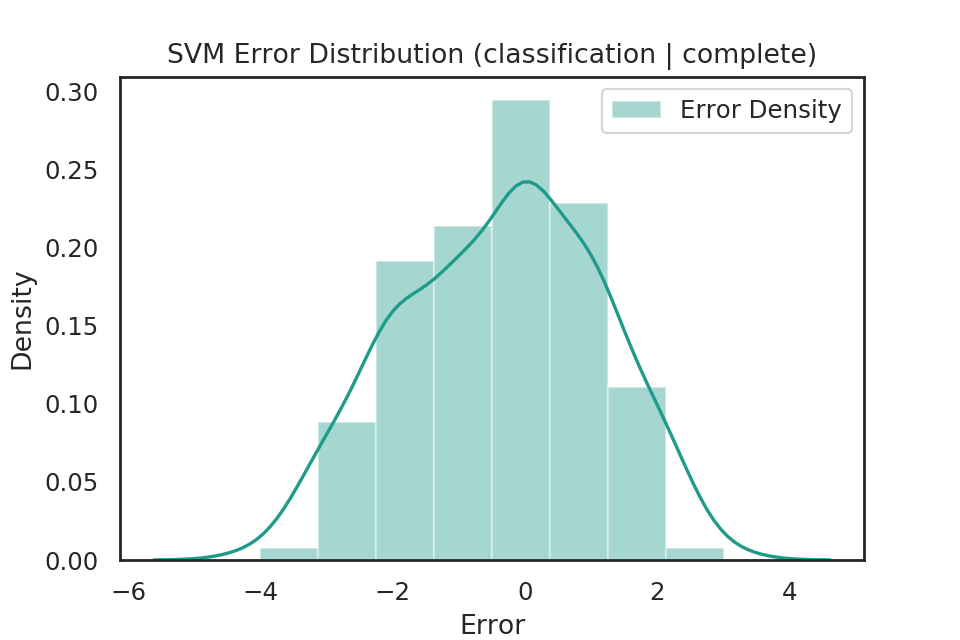 SVM Error Distribution (classification | complete)
Error Density
0.30
0.25
0.20
0.15
0.10
0.05
0.00
Density
−6 −4 −2 0 2 4
Error